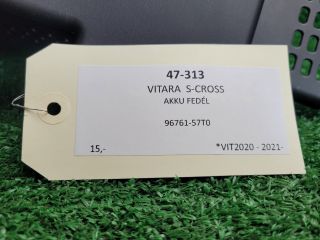 47-313
VITARA S-CROSS
AKKU FEDÉL
96761-57T0
15,- *VIT2020 - 2021-